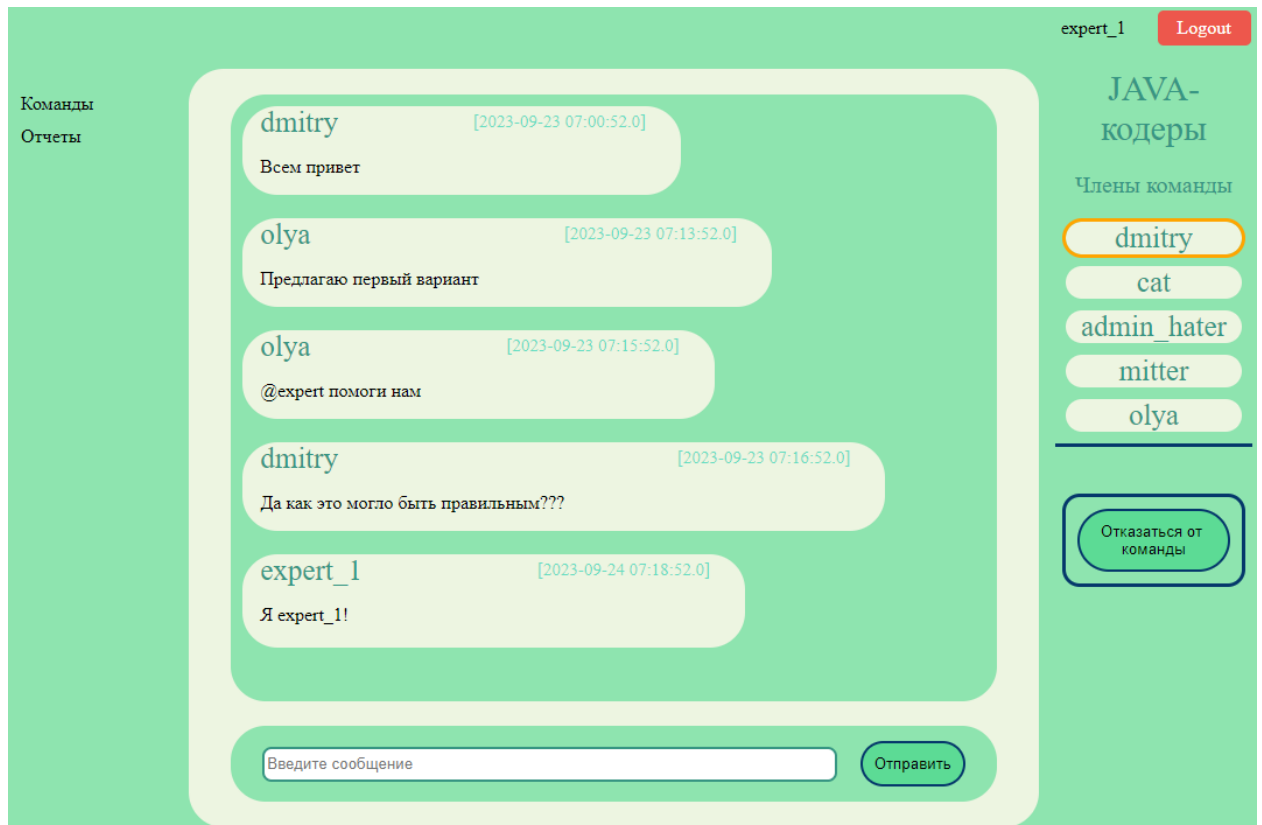 expert_1 Logout
Команды
Отчеты
dmitry [2023-09-23 07:00:52.0]
Всем привет
olya [2023-09-23 07:13:52.0]
Предлагаю первый вариант
olya [2023-09-23 07:15:52.0]
@expert помоги нам
dmitry [2023-09-23 07:16:52.0]
Да как это могло быть правильным???
expert_1 [2023-09-24 07:18:52.0]
Я expert_1!
Введите сообщение Отправить
JAVA-
кодеры
Члены команды
dmitry
cat
admin_hater
mitter
olya
Отказаться от
команды